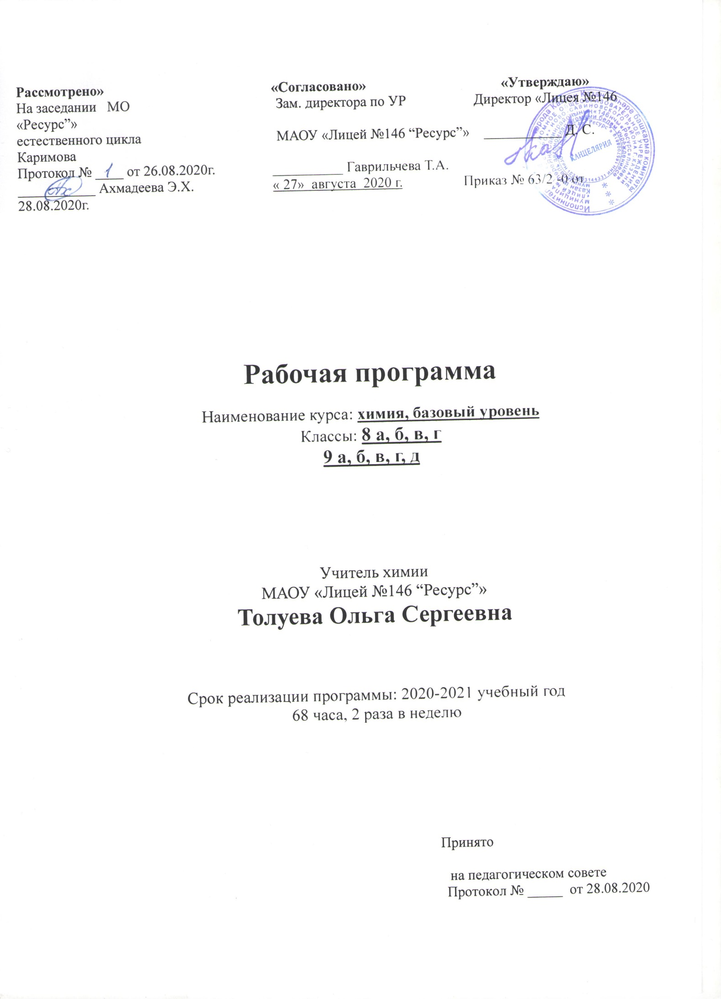 Рассмотрено»
На заседании МО
«Ресурс”»
естественного цикла
Каримова
Протокол № ____ от 26.08.2020г.
1
___________ Ахмадеева Э.Х.
28.08.2020г.
«Согласовано»
Зам. директора по УР
МАОУ «Лицей №146 “Ресурс”»
__________ Гаврильчева Т.А.
« 27» августа 2020 г.
«Утверждаю»
Директор «Лицея №146
___________ Д. С.
Приказ № 63/2 -0 от
КАНЦЕЛЯРИЯ
Рабочая программа
Наименование курса: химия, базовый уровень
Классы: 8 а, б, в, г
9 а, б, в, г, д
Учитель химии
МАОУ «Лицей №146 “Ресурс”»
Толуева Ольга Сергеевна
Срок реализации программы: 2020-2021 учебный год
68 часа, 2 раза в неделю
Принято
на педагогическом совете
Протокол № _____ от 28.08.2020